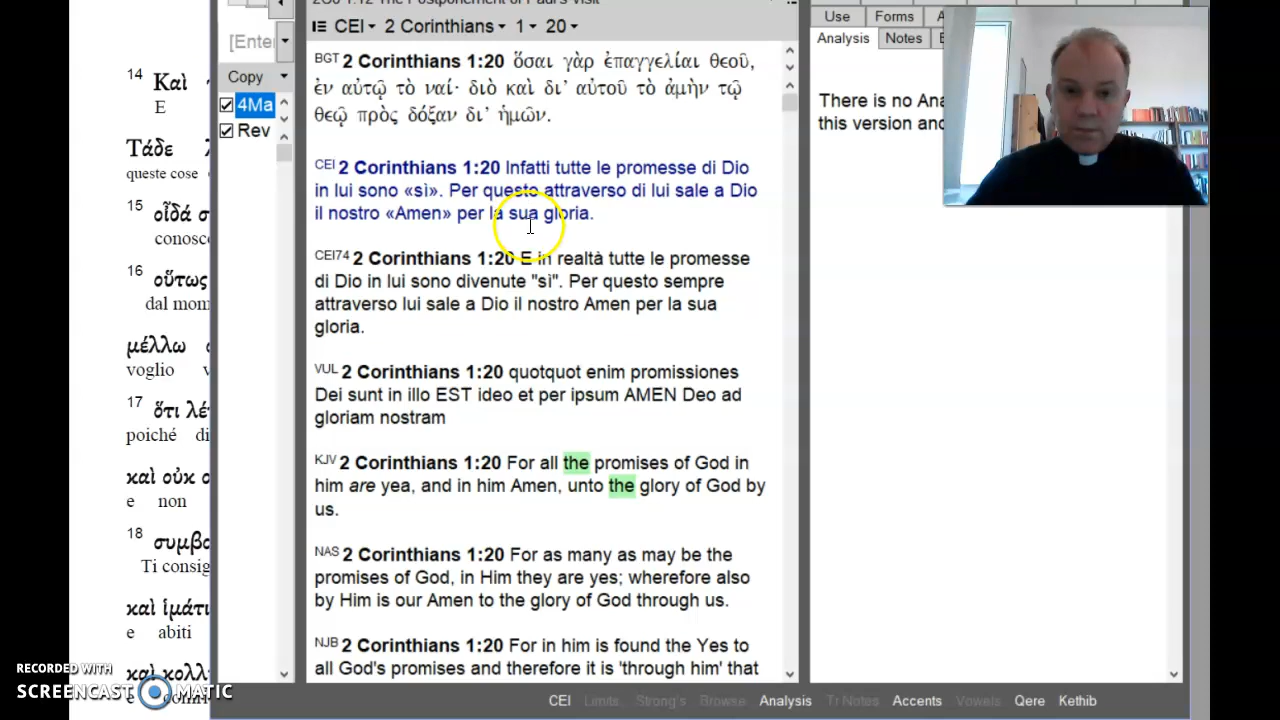 2Co 1:12 The Postponement of Paul's Visit
CEI 2 Corinthians 1 20
[Enter
Copy
4Ma
Rev
14 Καὶ
E
Τάδε
queste cose
15 οἶδά σ
conosco
16 οὕτως
dal mom
μέλλω
voglio v
17 ὅτι λέ
poiché di
καὶ οὐκ
e non
18 συμβο
Ti consig
καὶ ἱμάτι
e abiti
καὶ κολλ
BGT 2 Corinthians 1:20 ὅσαι γὰρ ἐπαγγελίαι θεοῦ,
ἐν αὐτῷ τὸ ναί· διὸ καὶ δι’ αὐτοῦ τὸ ἀμὴν τῷ
θεῷ πρὸς δόξαν δι’ ἡμῶν.
CEI 2 Corinthians 1:20 Infatti tutte le promesse di Dio
in lui sono «sì». Per questo attraverso di lui sale a Dio
il nostro «Amen» per la sua gloria.
CEI74 2 Corinthians 1:20 E in realtà tutte le promesse
di Dio in lui sono divenute "sì". Per questo sempre
attraverso lui sale a Dio il nostro Amen per la sua
gloria.
VUL 2 Corinthians 1:20 quotquot enim promissiones
Dei sunt in illo EST ideo et per ipsum AMEN Deo ad
gloriam nostram
KJV 2 Corinthians 1:20 For all the promises of God in
him are yea, and in him Amen, unto the glory of God by
us.
NAS 2 Corinthians 1:20 For as many as may be the
promises of God, in Him they are yes; wherefore also
by Him is our Amen to the glory of God through us.
NJB 2 Corinthians 1:20 For in him is found the Yes to
all God's promises and therefore it is 'through him' that
Use Forms
Analysis Notes
There is no Ana
this version and
CEI Limits Strong's Browse Analysis Tr Notes Accents Vowels Qere Kethib
RECORDED WITH
SCREENCAST MATIC